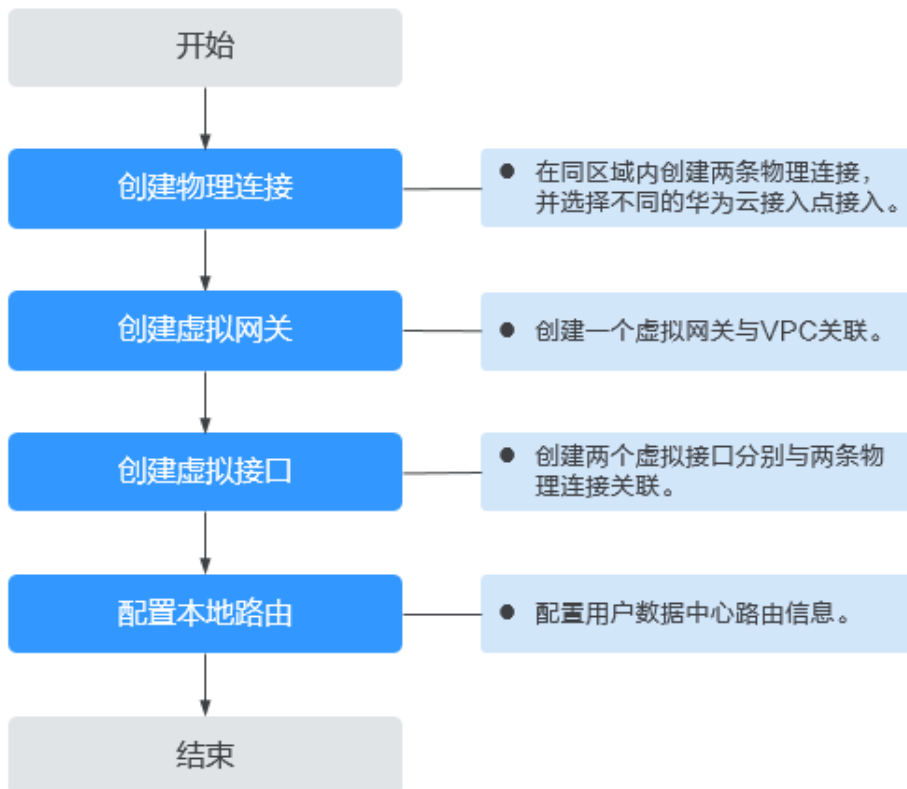 开始
创建物理连接
● 在同区域内创建两条物理连接，
并选择不同的华为云接入点接入。
创建虚拟网关
● 创建一个虚拟网关与VPC关联。
创建虚拟接口
● 创建两个虚拟接口分别与两条物
理连接关联。
配置本地路由
● 配置用户数据中心路由信息。
结束